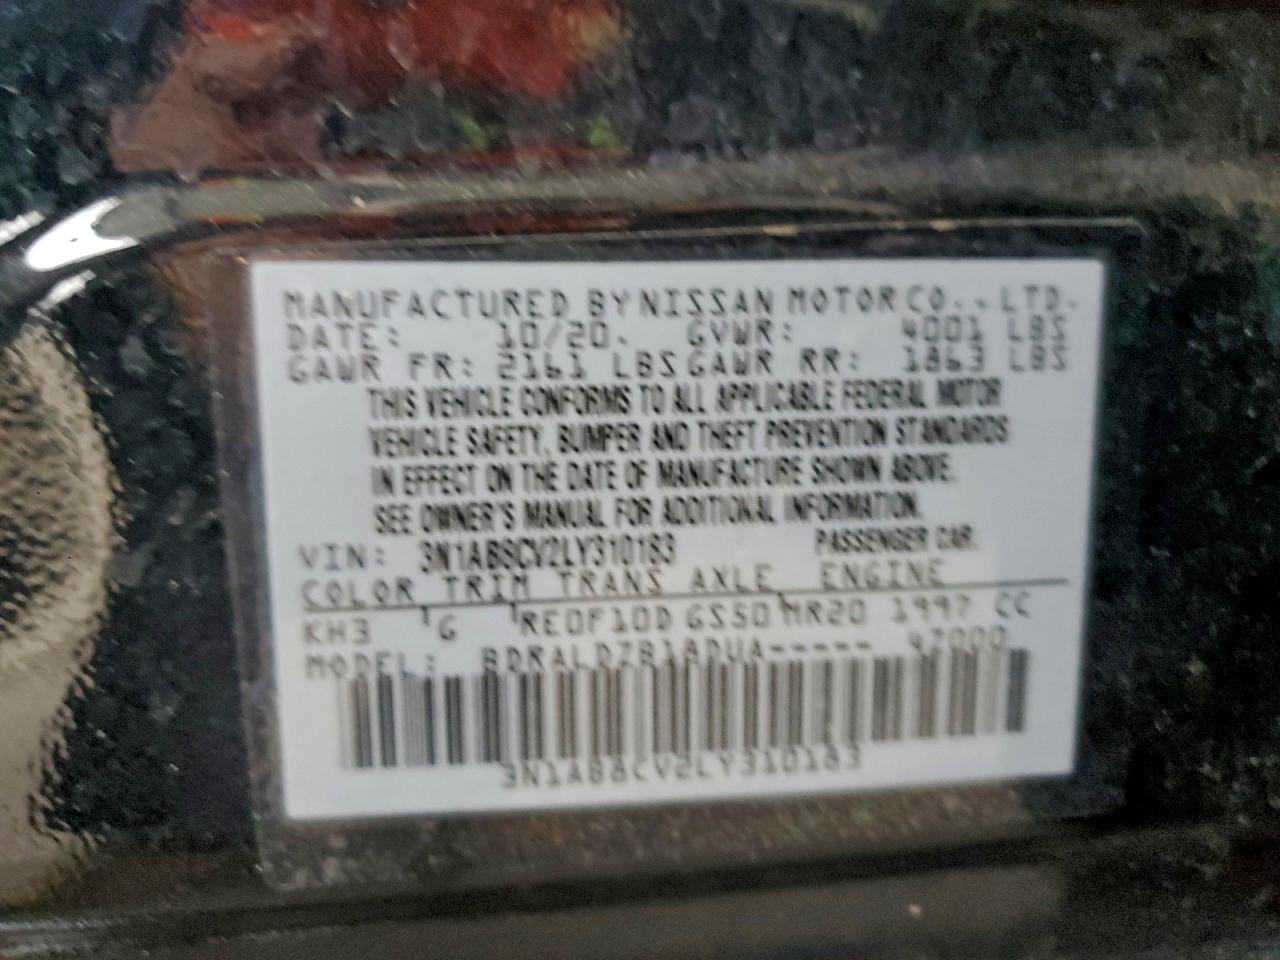 MANUFACTURED BY NISSAN MOTOR CO., LTD.
DATE: 10/20. GVWR: 4001 LBS
GAWR FR: 2161 LBS GAWR RR: 1863 LBS
THIS VEHICLE CONFORMS TO ALL APPLICABLE FEDERAL MOTOR
VEHICLE SAFETY, BUMPER AND THEFT PREVENTION STANDARDS
IN EFFECT ON THE DATE OF MANUFACTURE SHOWN ABOVE.
SEE OWNER'S MANUAL FOR ADDITIONAL INFORMATION.
VIN: 3N1AB8CV2LY310183 PASSENGER CAR.
COLOR TRIM TRANS AXLE ENGINE
KH3 G RE0F10D GS50 MR20 1997 CC
MODEL: BDRALDZB18DUA----- 47000
3N1AB8CV2LY310183